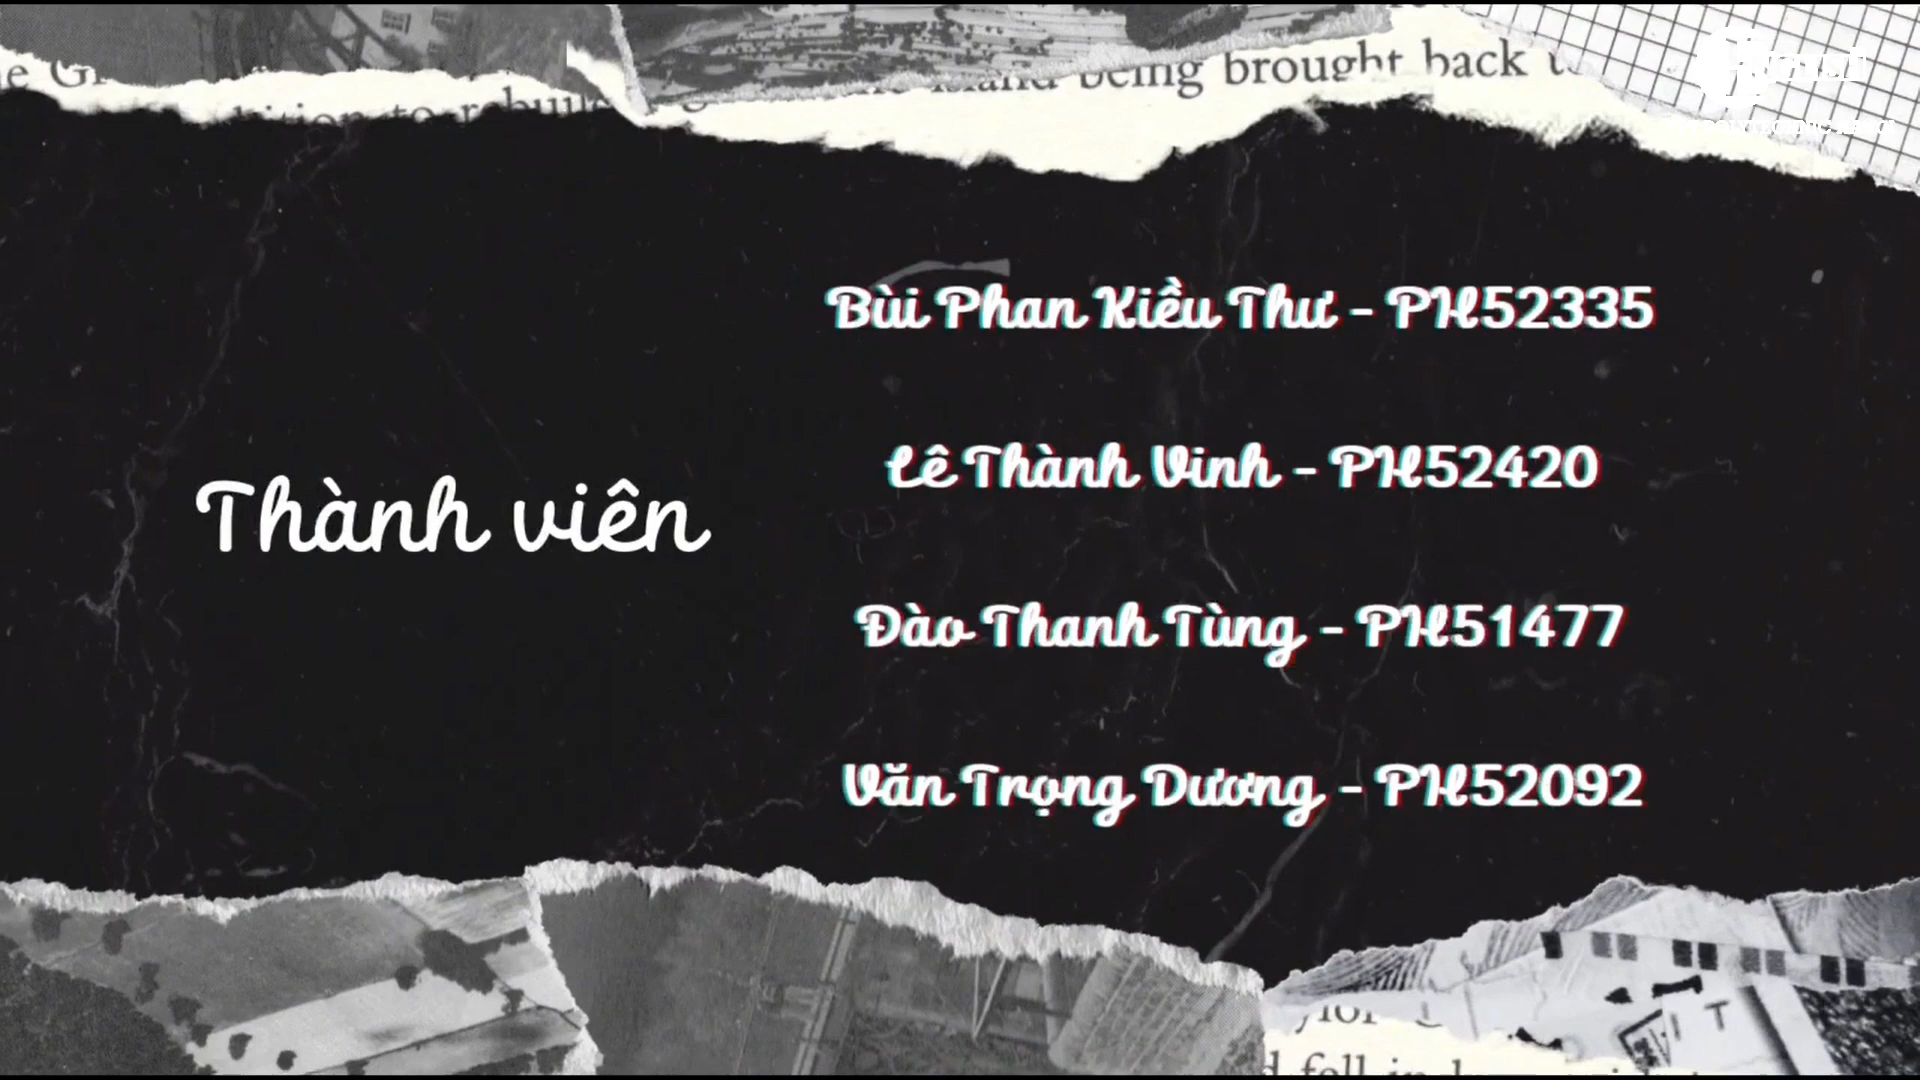 being brought back
Thành viên
Bùi Phan Kiều Thư - PH52335
Lê Thành Vinh - PH52420
Đào Thanh Tùng - PH51477
Văn Trọng Dương - PH52092